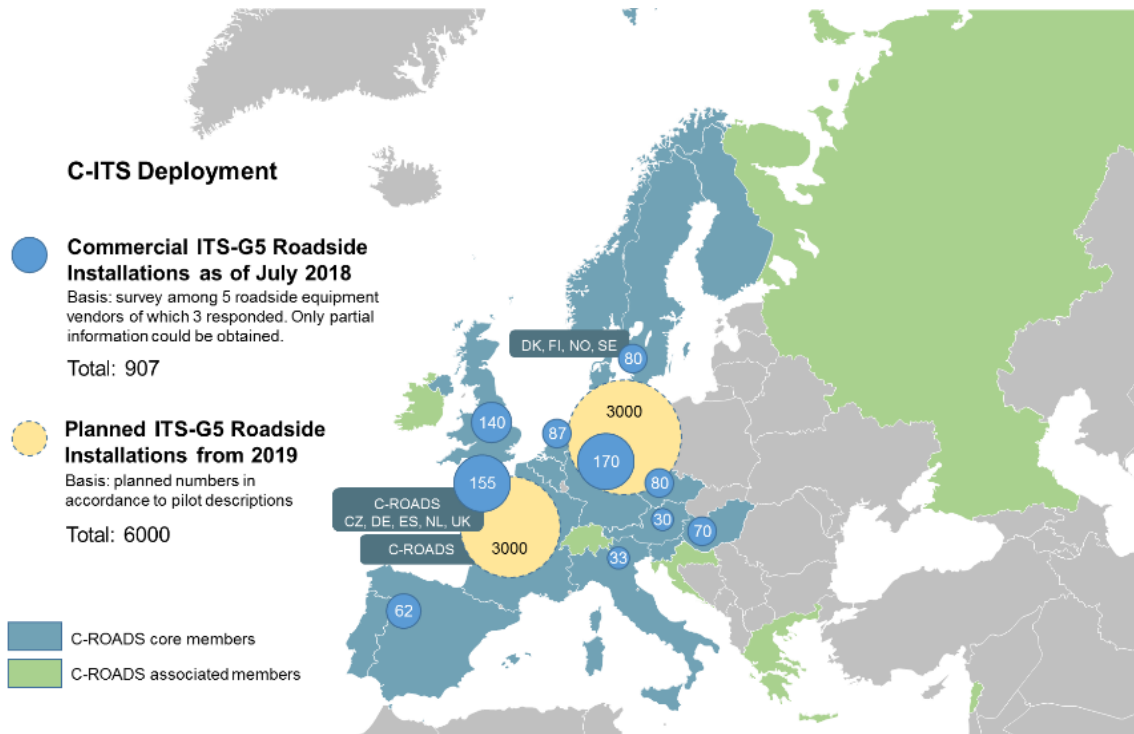 C-ITS Deployment
Commercial ITS-G5 Roadside
Installations as of July 2018
Basis: survey among 5 roadside equipment
vendors of which 3 responded. Only partial
information could be obtained.
Total: 907
Planned ITS-G5 Roadside
Installations from 2019
Basis: planned numbers in
accordance to pilot descriptions
Total: 6000
C-ROADS core members
C-ROADS associated members
DK, FI, NO, SE
80
3000
140
87
170
155
80
C-ROADS
CZ, DE, ES, NL, UK
30
70
C-ROADS
3000
33
62